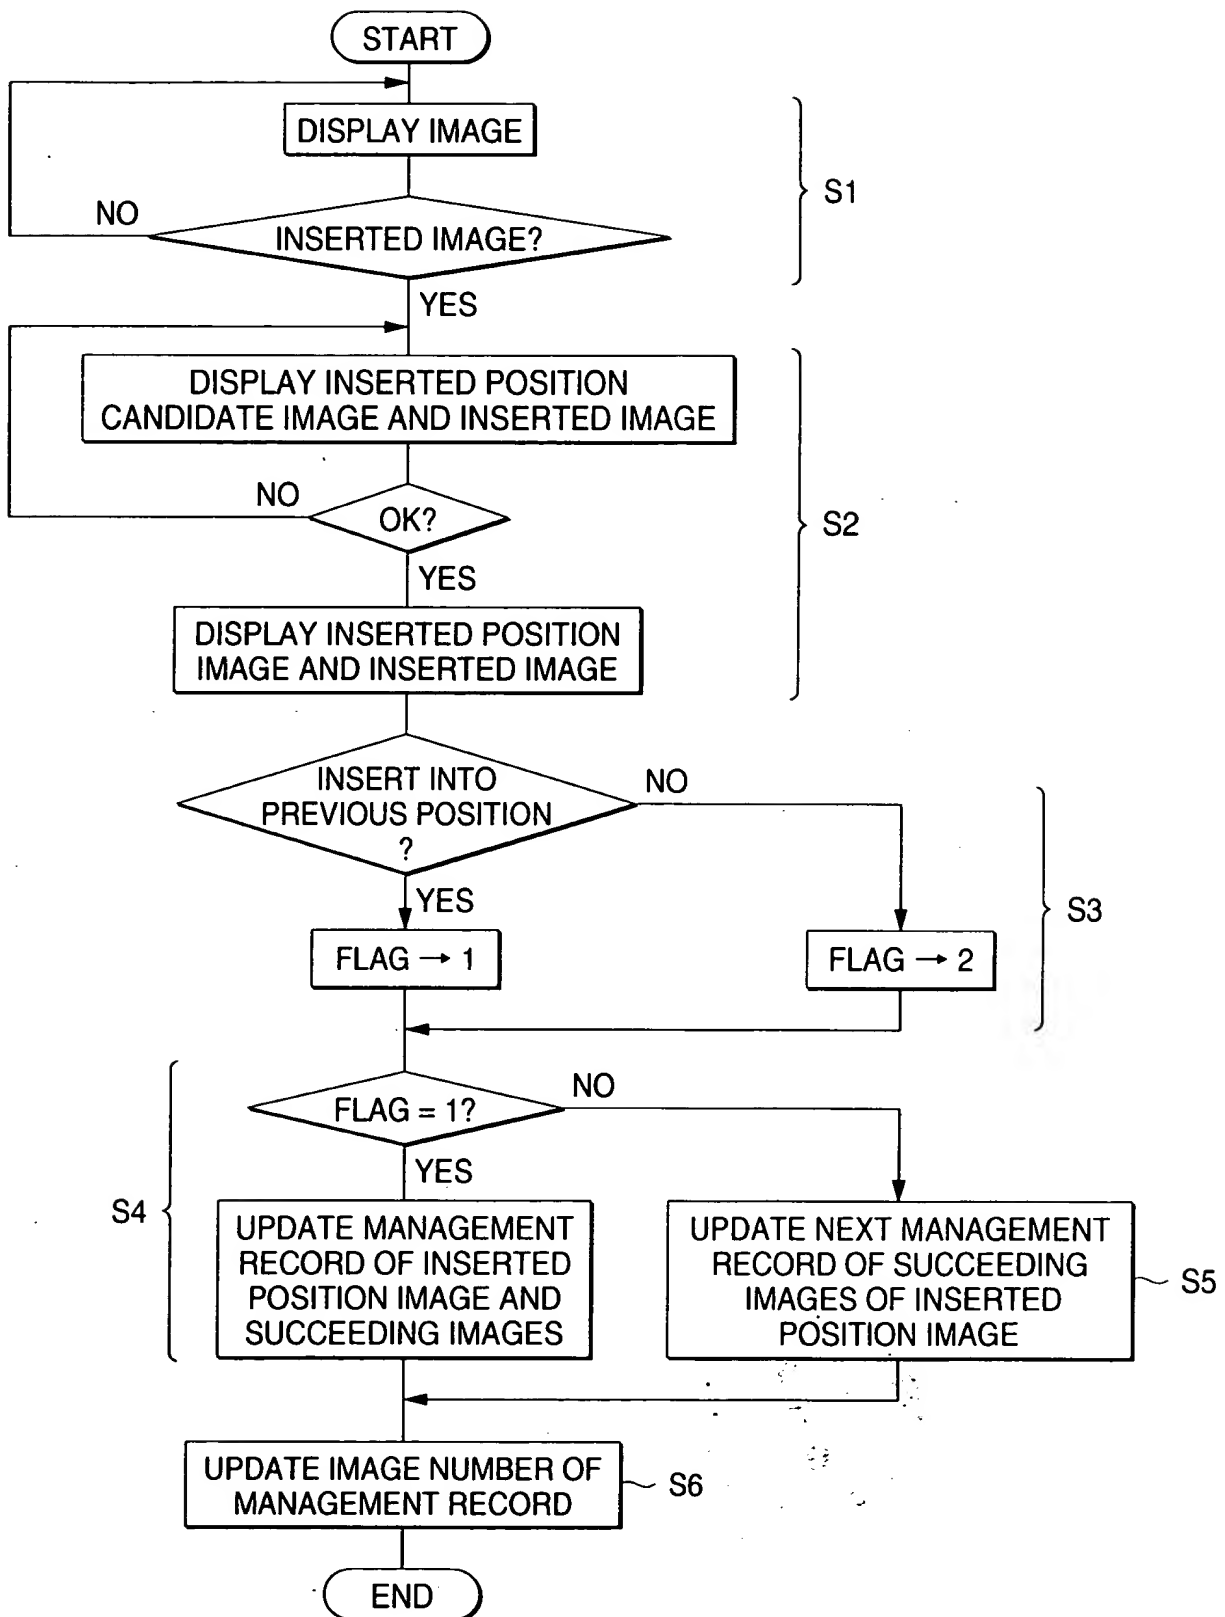 START
DISPLAY IMAGE
S1
NO
INSERTED IMAGE?
YES
DISPLAY INSERTED POSITION
CANDIDATE IMAGE AND INSERTED IMAGE
NO
OK?
S2
YES
DISPLAY INSERTED POSITION
IMAGE AND INSERTED IMAGE
INSERT INTO
PREVIOUS POSITION
?
NO
YES
S3
FLAG → 1
FLAG → 2
FLAG = 1?
NO
YES
S4
UPDATE MANAGEMENT
RECORD OF INSERTED
POSITION IMAGE AND
SUCCEEDING IMAGES
UPDATE NEXT MANAGEMENT
RECORD OF SUCCEEDING
IMAGES OF INSERTED
POSITION IMAGE
S5
UPDATE IMAGE NUMBER OF
MANAGEMENT RECORD
S6
END